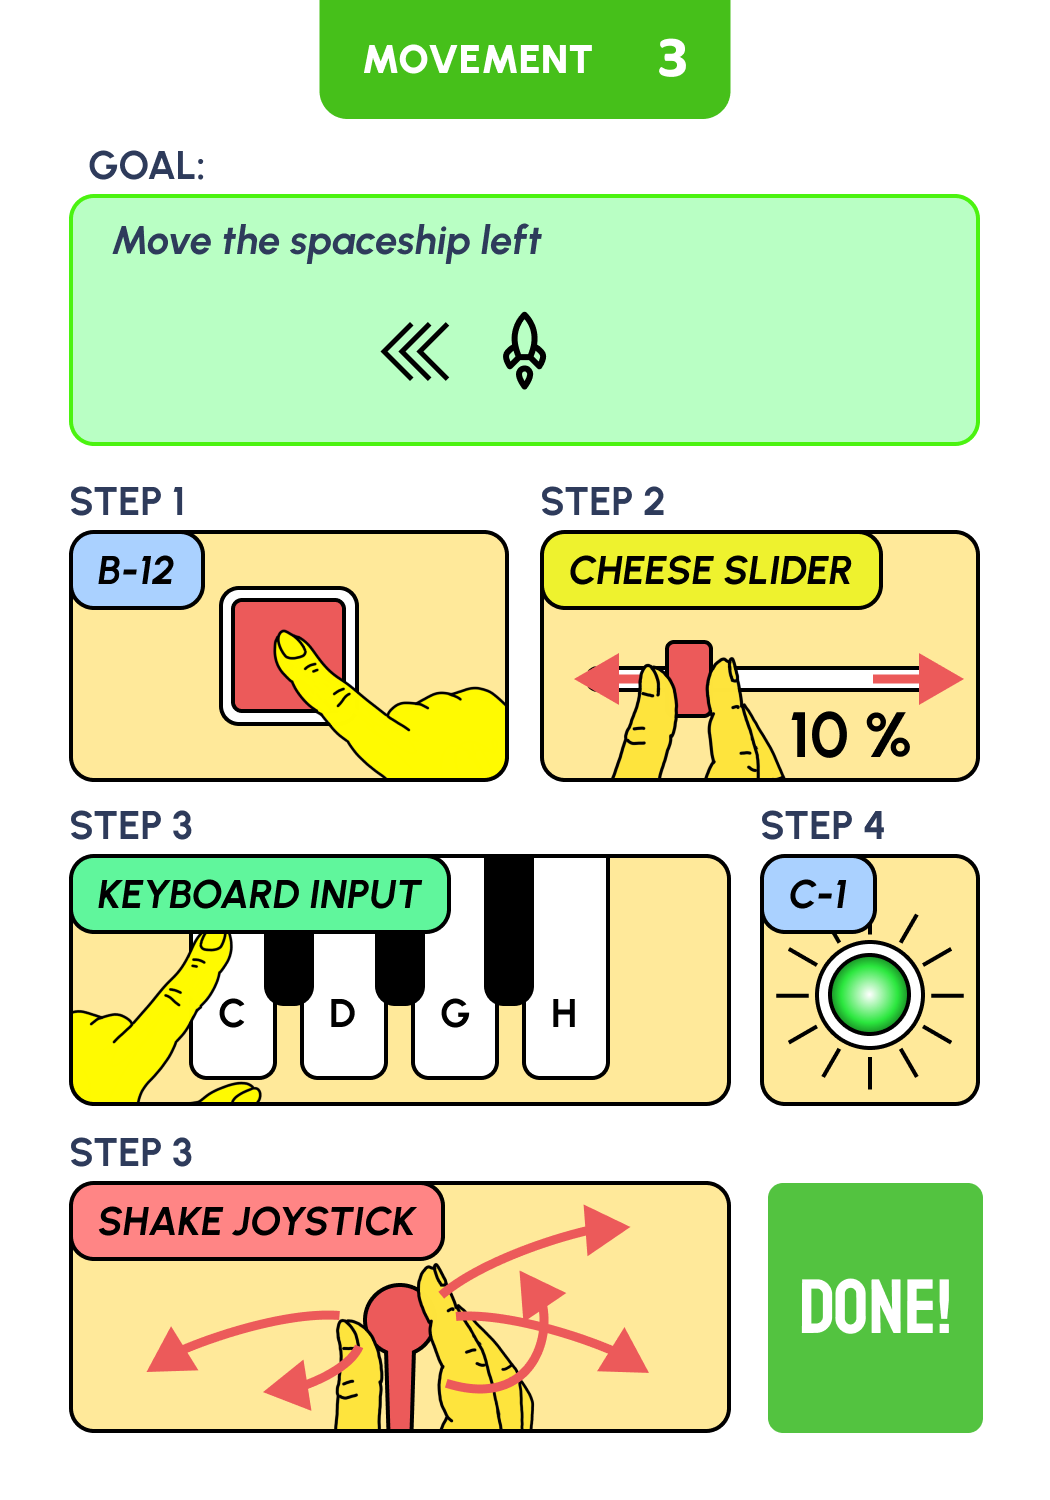 MOVEMENT 3
GOAL:
Move the spaceship left
STEP 1
STEP 2
B-12
CHEESE SLIDER
10 %
STEP 3
STEP 4
KEYBOARD INPUT
C-1
C D G H
STEP 3
SHAKE JOYSTICK
DONE!